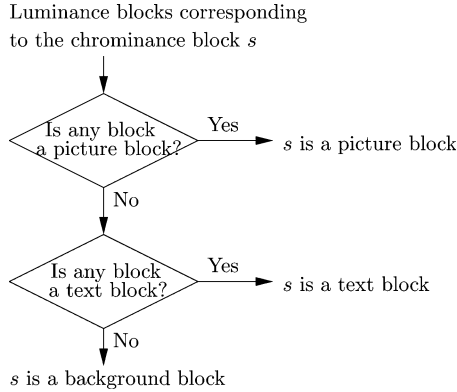 Luminance blocks corresponding
to the chrominance block s
Is any block
a picture block?
Yes
s is a picture block
No
Is any block
a text block?
Yes
s is a text block
No
s is a background block